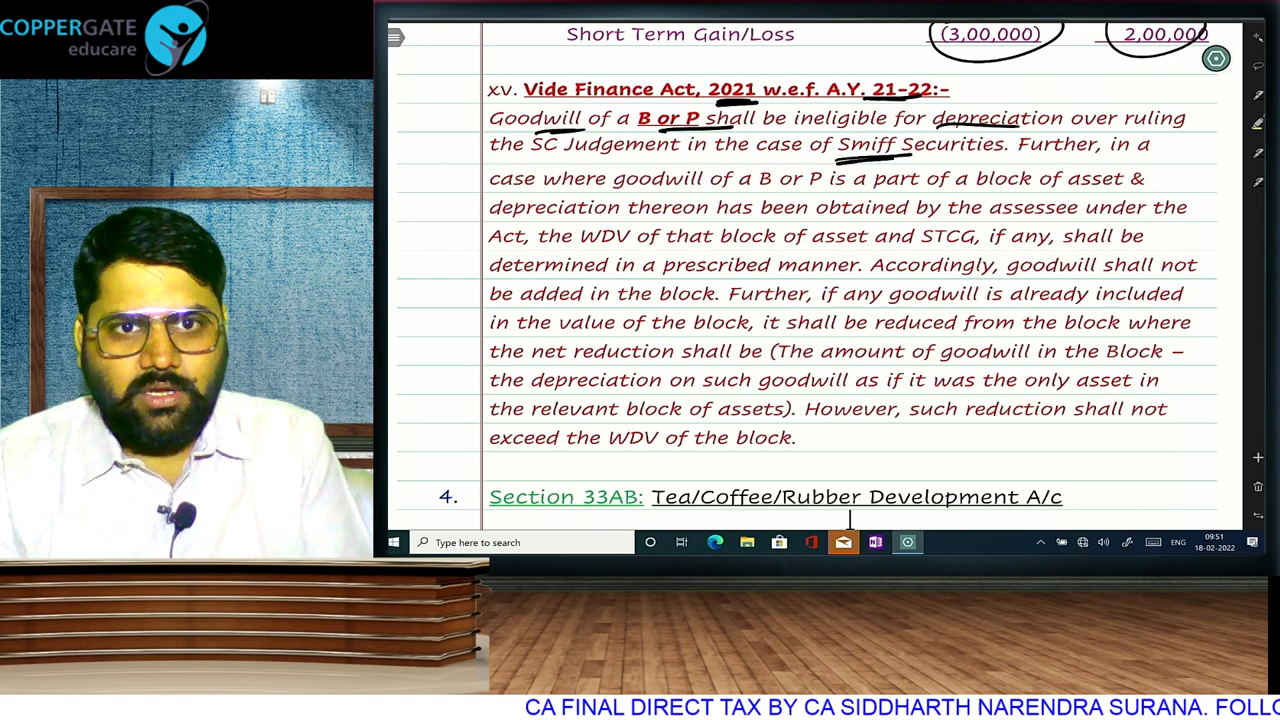 COPPERGATE
educare
Short Term Gain/Loss (3,00,000) 2,00,000
xv. Vide Finance Act, 2021 w.e.f. A.Y. 21-22:-
Goodwill of a B or P shall be ineligible for depreciation over ruling
the SC Judgement in the case of Smiff Securities. Further, in a
case where goodwill of a B or P is a part of a block of asset &
depreciation thereon has been obtained by the assessee under the
Act, the WDV of that block of asset and STCG, if any, shall be
determined in a prescribed manner. Accordingly, goodwill shall not
be added in the block. Further, if any goodwill is already included
in the value of the block, it shall be reduced from the block where
the net reduction shall be (The amount of goodwill in the Block –
the depreciation on such goodwill as if it was the only asset in
the relevant block of assets). However, such reduction shall not
exceed the WDV of the block.
4. Section 33AB: Tea/Coffee/Rubber Development A/c
Type here to search
ENG
09:51
18-02-2022
CA FINAL DIRECT TAX BY CA SIDDHARTH NARENDRA SURANA. FOLLO